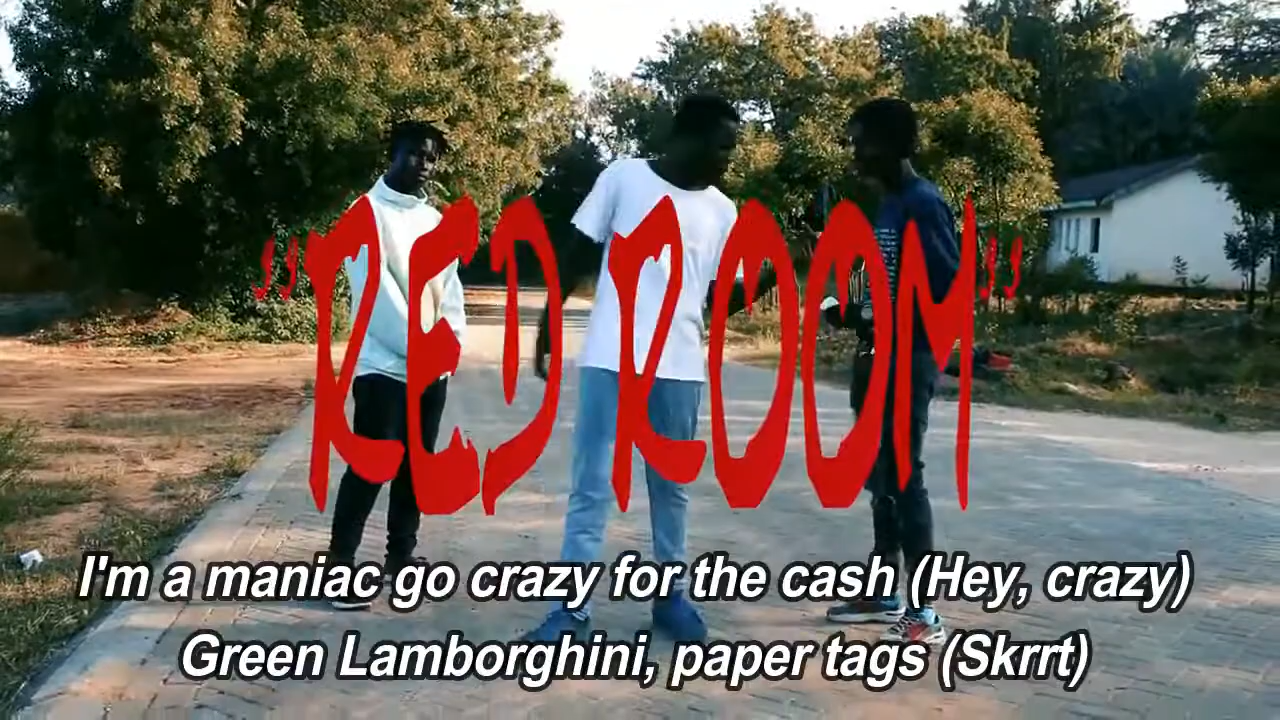 "RED ROOM"
I'm a maniac go crazy for the cash (Hey, crazy)
Green Lamborghini, paper tags (Skrrt)